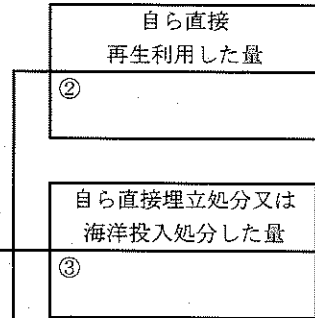 自ら直接
再生利用した量
②
自ら直接埋立処分又は
海洋投入処分した量
③